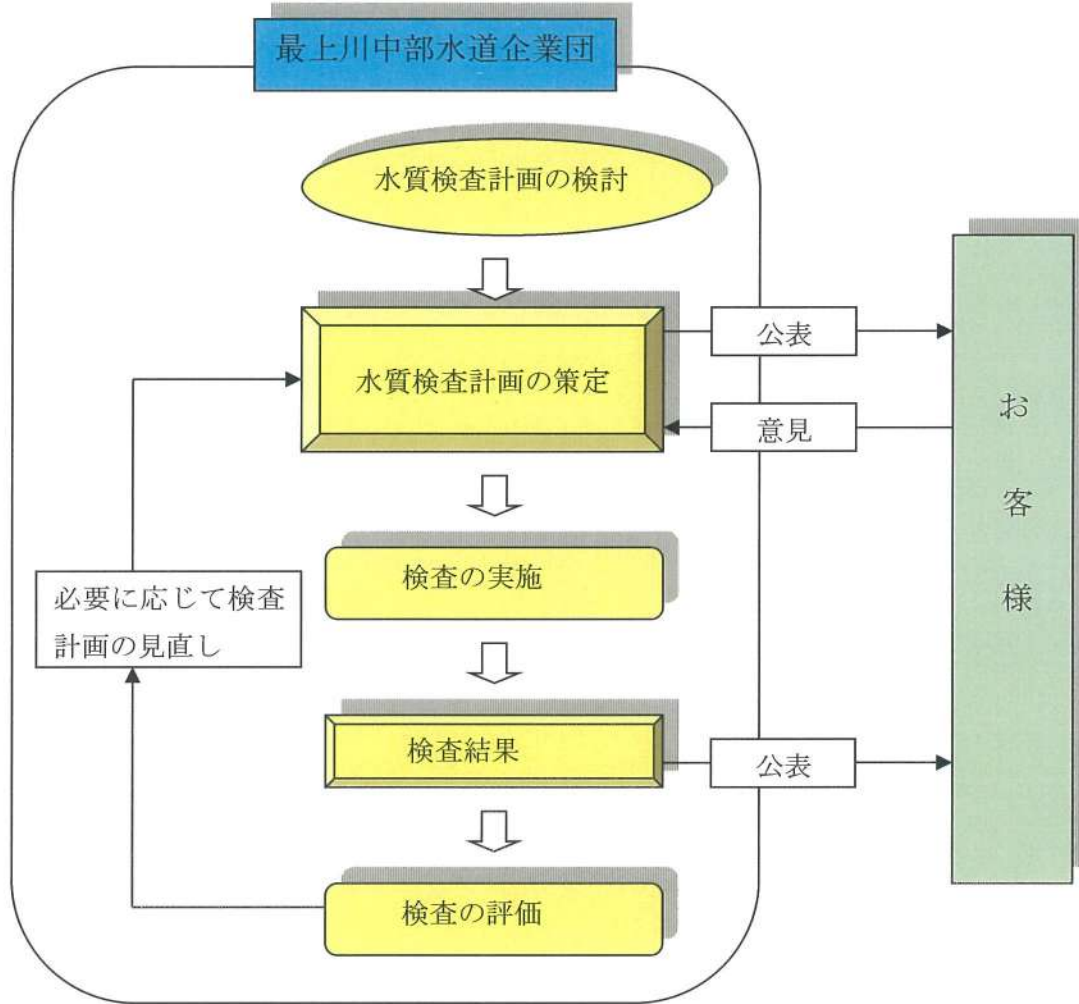 最上川中部水道企業団
水質検査計画の検討
水質検査計画の策定
公表
意見
お客様
検査の実施
必要に応じて検査
計画の見直し
検査結果
公表
検査の評価